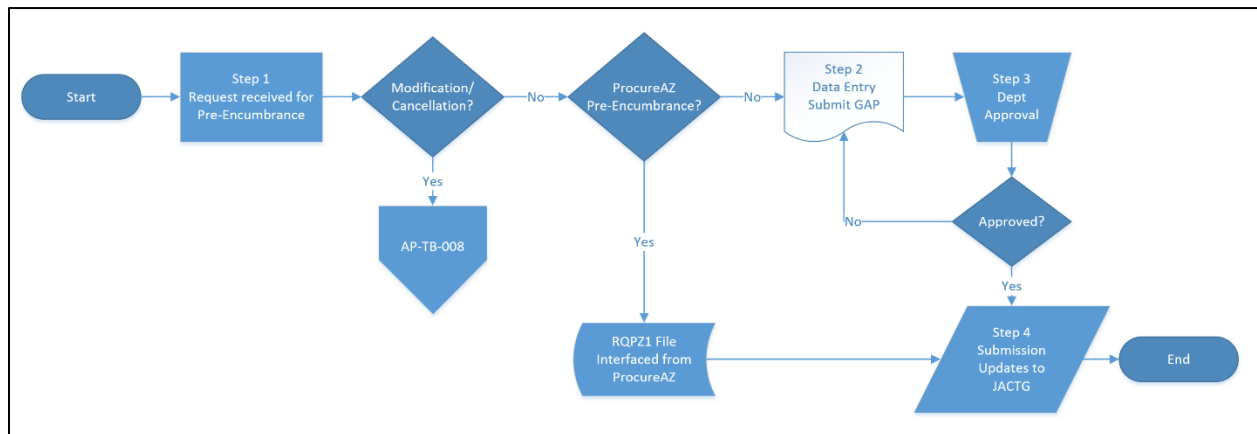 Start
Step 1
Request received for
Pre-Encumbrance
Modification/
Cancellation?
No
ProcureAZ
Pre-Encumbrance?
No
Step 2
Data Entry
Submit GAP
Step 3
Dept
Approval
Yes
AP-TB-008
Yes
No
Approved?
Yes
RQPZ1 File
Interfaced from
ProcureAZ
Step 4
Submission
Updates to
JACTG
End